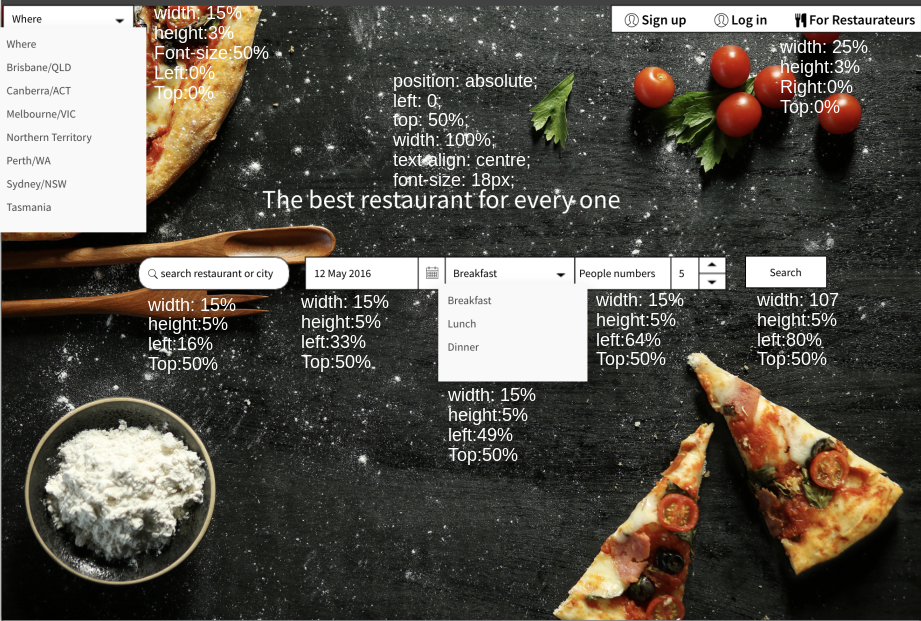 Where
Where
Brisbane/QLD
Canberra/ACT
Melbourne/VIC
Northern Territory
Perth/WA
Sydney/NSW
Tasmania
width: 15%
height:3%
Font-size:50%
Left:0%
Top:0%
Sign up Log in For Restaurateurs
width: 25%
height:3%
Right:0%
Top:0%
position: absolute;
left: 0;
top: 50%;
width: 100%;
text-align: centre;
font-size: 18px;
The best restaurant for every one
search restaurant or city
12 May 2016
Breakfast
People numbers
5
Search
Breakfast
Lunch
Dinner
width: 15%
height:5%
left:16%
Top:50%
width: 15%
height:5%
left:33%
Top:50%
width: 15%
height:5%
left:49%
Top:50%
width: 15%
height:5%
left:64%
Top:50%
width: 107
height:5%
left:80%
Top:50%